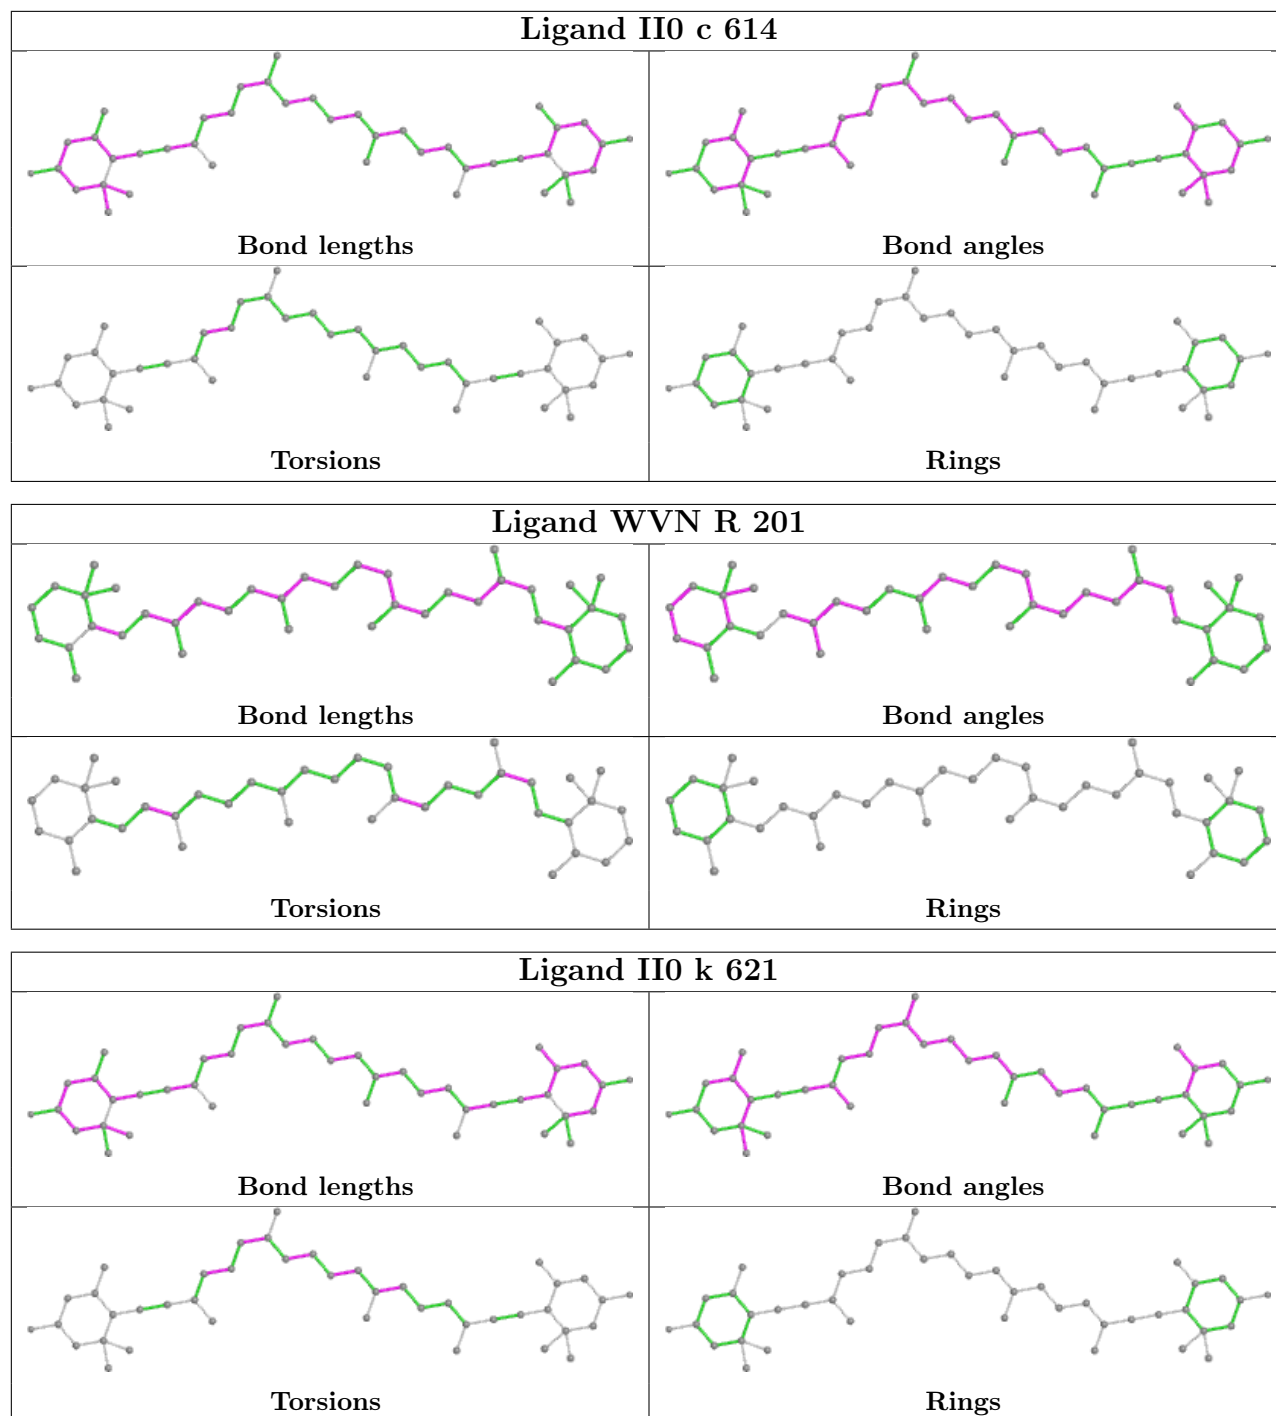 Ligand II0 c 614
Bond lengths
Bond angles
Torsions
Rings
Ligand WVN R 201
Bond lengths
Bond angles
Torsions
Rings
Ligand II0 k 621
Bond lengths
Bond angles
Torsions
Rings